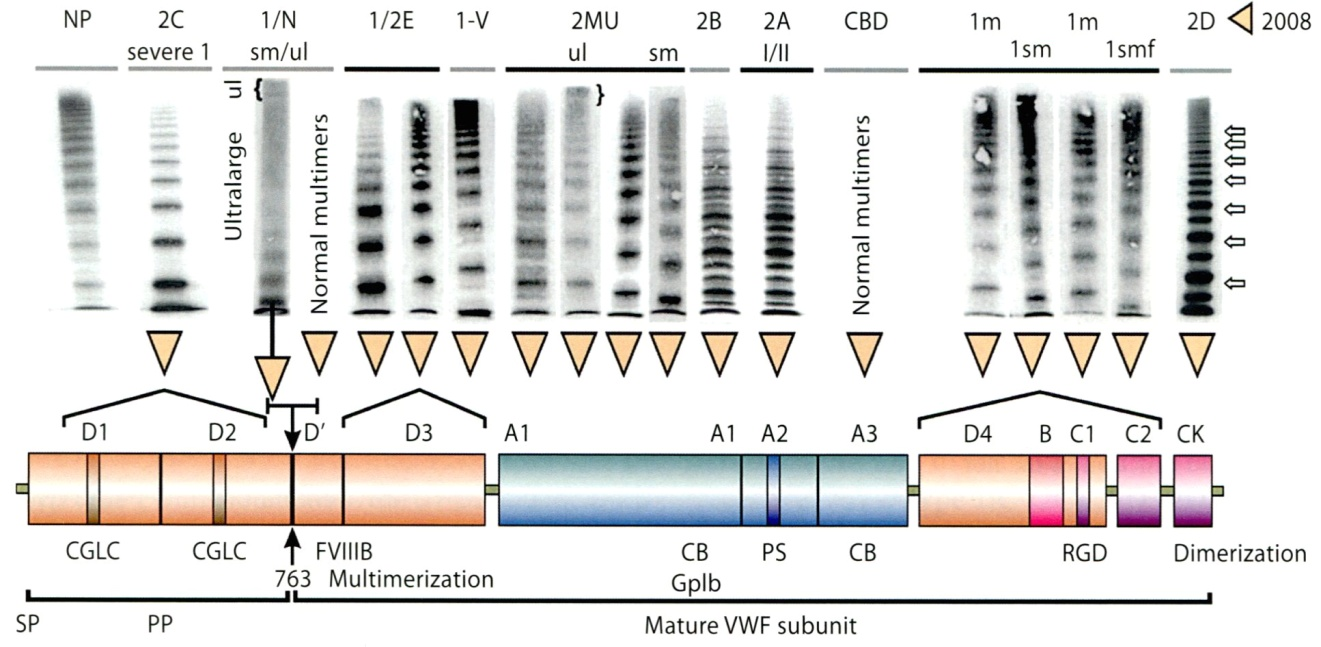 NP 2C 1/N 1/2E 1-V 2MU 2B 2A CBD 1m 1m 2D 2008
severe 1 sm/ul ul sm I/II 1sm 1smf
ul { }
Ultralarge
Normal multimers
Normal multimers
D1 D2 D′ D3 A1 A1 A2 A3 D4 B C1 C2 CK
CGLC CGLC FVIIIB CB PS CB RGD Dimerization
763 Multimerization GpIb
SP PP Mature VWF subunit